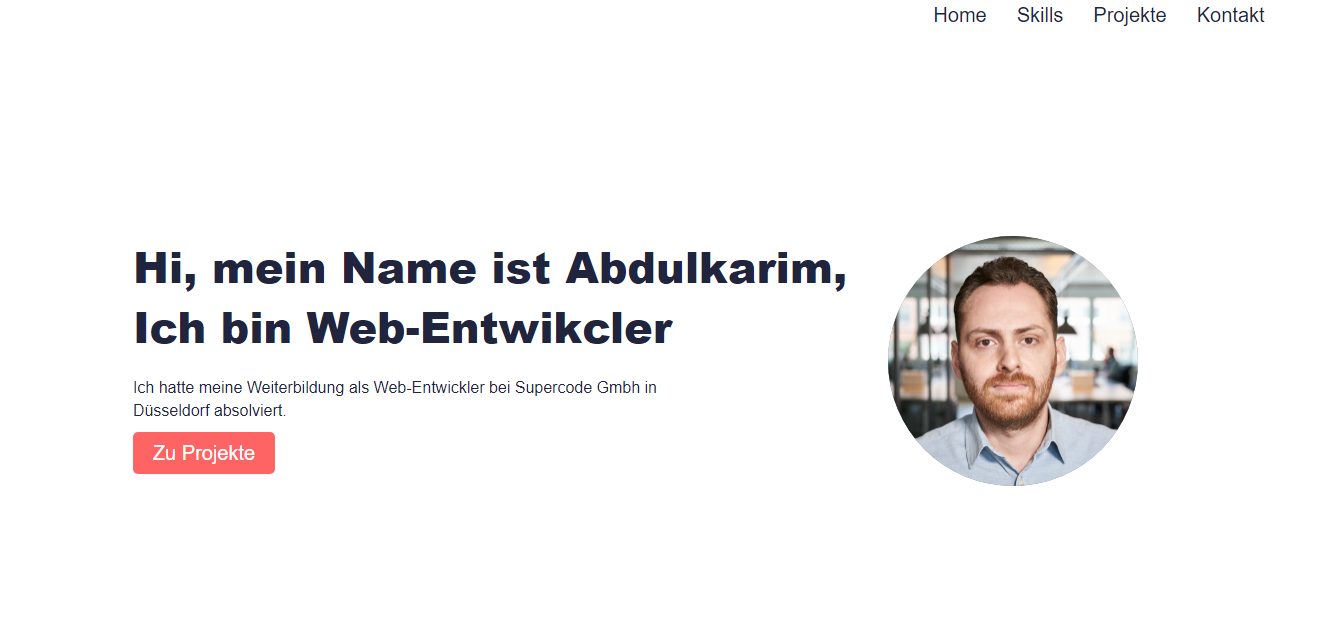 Home Skills Projekte Kontakt
Hi, mein Name ist Abdulkarim,
Ich bin Web-Entwikcler
Ich hatte meine Weiterbildung als Web-Entwickler bei Supercode Gmbh in
Düsseldorf absolviert.
Zu Projekte